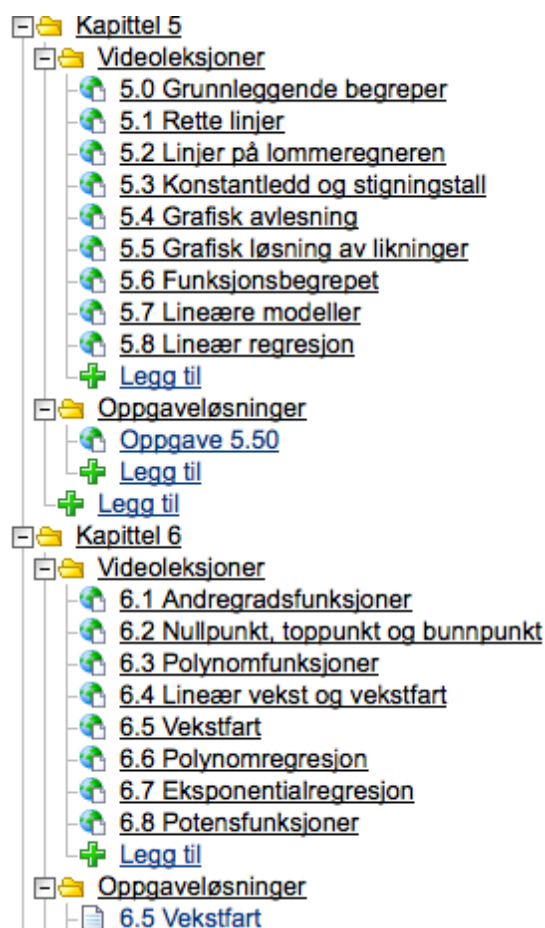 Kapittel 5
Videoleksjoner
5.0 Grunnleggende begreper
5.1 Rette linjer
5.2 Linjer på lommeregneren
5.3 Konstantledd og stigningstall
5.4 Grafisk avlesning
5.5 Grafisk løsning av likninger
5.6 Funksjonsbegrepet
5.7 Lineære modeller
5.8 Lineær regresjon
Legg til
Oppgaveløsninger
Oppgave 5.50
Legg til
Legg til
Kapittel 6
Videoleksjoner
6.1 Andregradsfunksjoner
6.2 Nullpunkt, toppunkt og bunnpunkt
6.3 Polynomfunksjoner
6.4 Lineær vekst og vekstfart
6.5 Vekstfart
6.6 Polynomregresjon
6.7 Eksponentialregresjon
6.8 Potensfunksjoner
Legg til
Oppgaveløsninger
6.5 Vekstfart